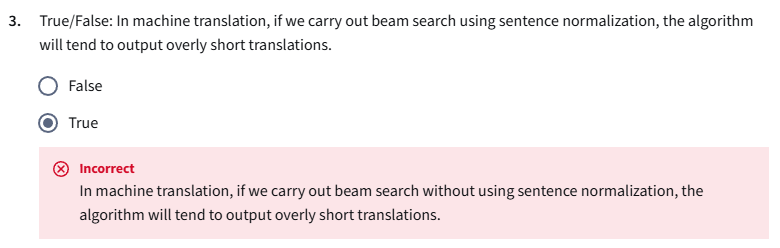 3. True/False: In machine translation, if we carry out beam search using sentence normalization, the algorithm
will tend to output overly short translations.
False
True
Incorrect
In machine translation, if we carry out beam search without using sentence normalization, the
algorithm will tend to output overly short translations.